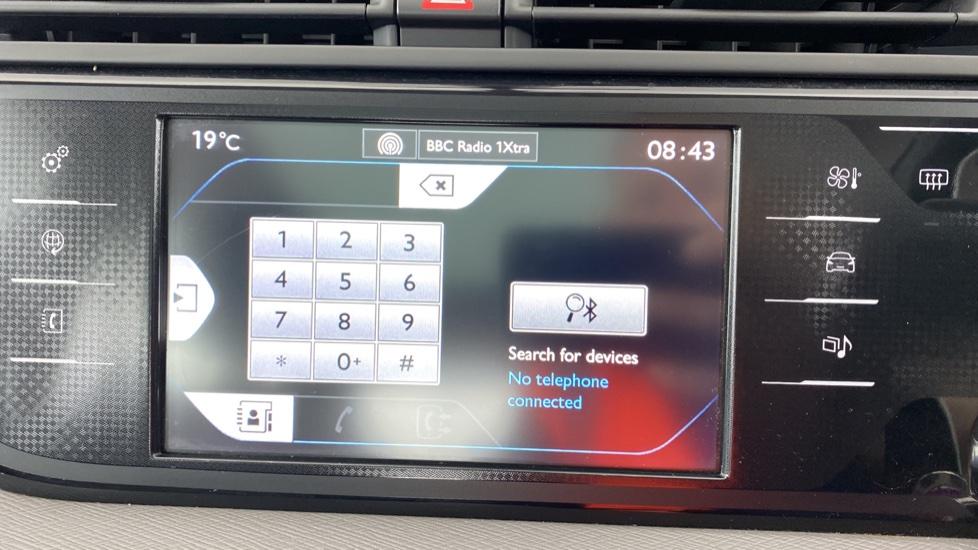 19°C
BBC Radio 1Xtra
08:43
1 2 3
4 5 6
7 8 9
* 0+ #
Search for devices
No telephone
connected